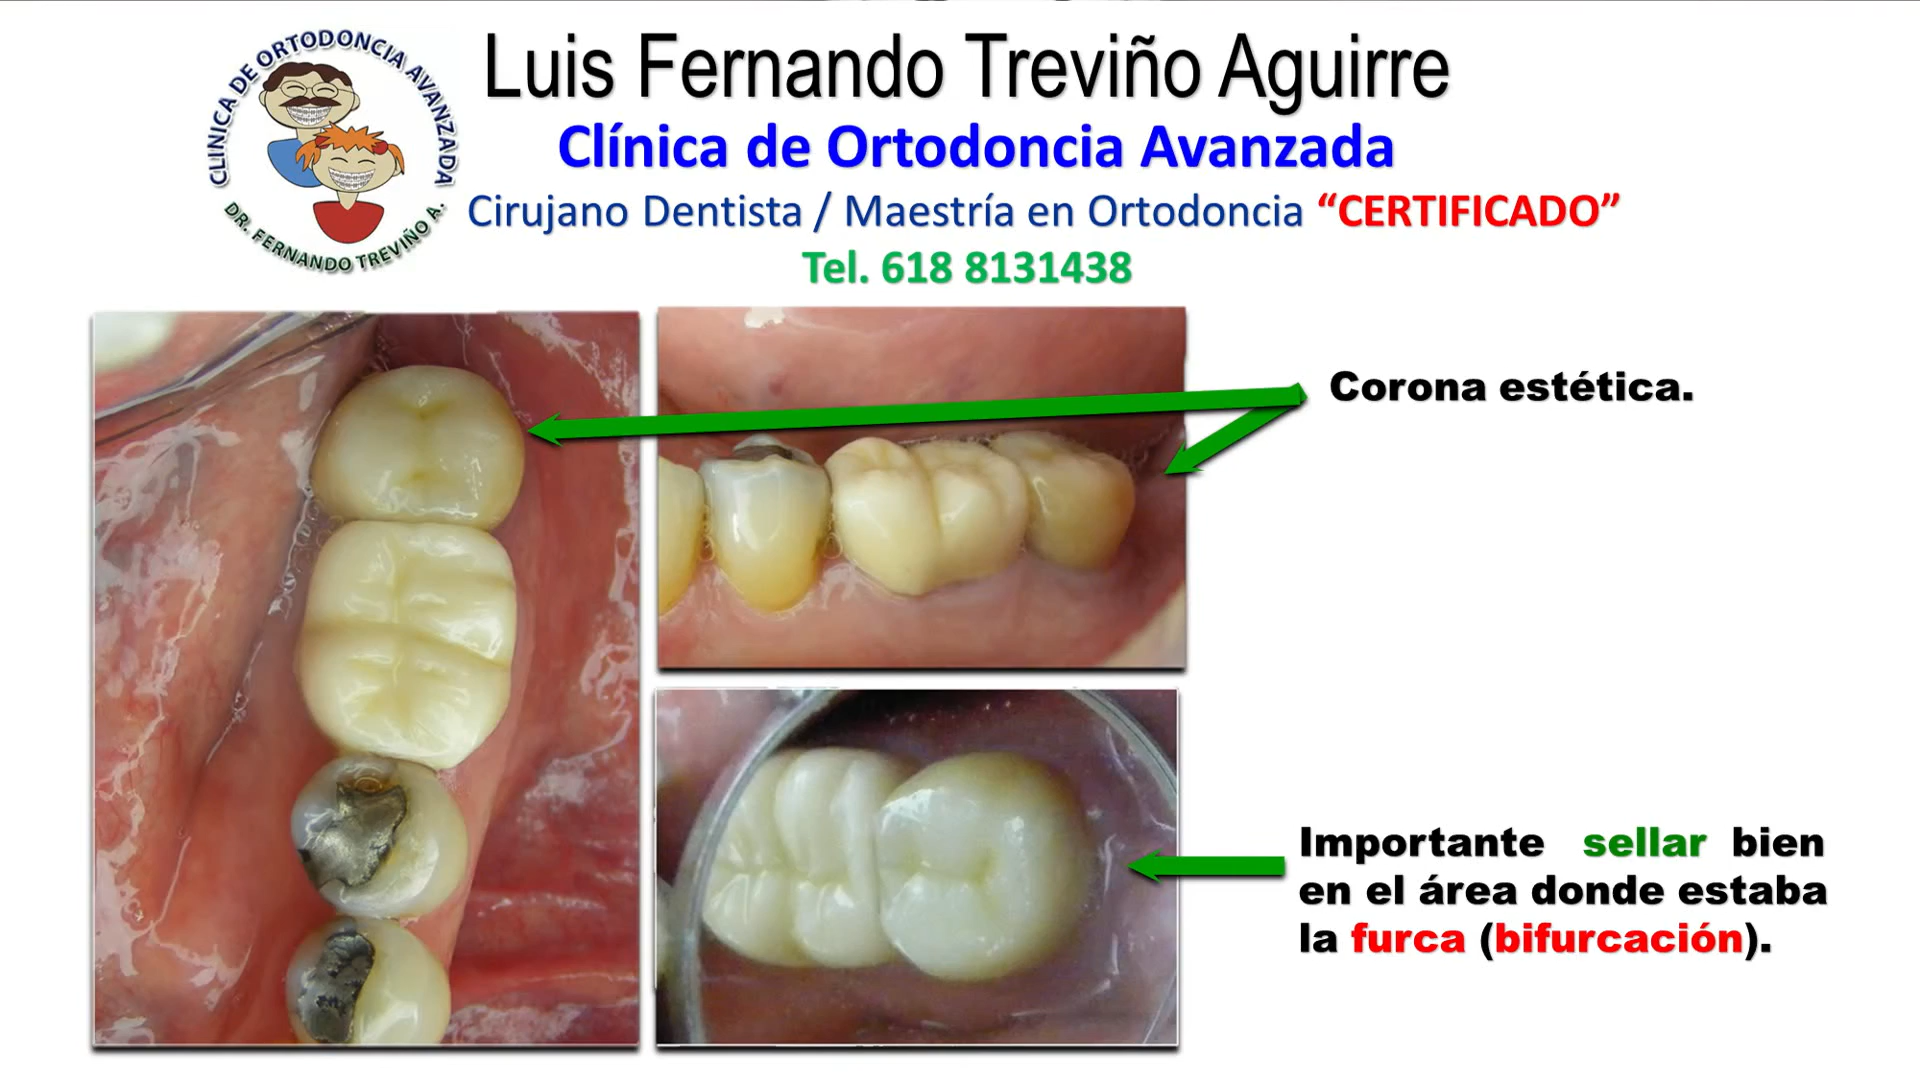 CLINICA DE ORTODONCIA AVANZADA
DR. FERNANDO TREVIÑO A.
Luis Fernando Treviño Aguirre
Clínica de Ortodoncia Avanzada
Cirujano Dentista / Maestría en Ortodoncia “CERTIFICADO”
Tel. 618 8131438
Corona estética.
Importante sellar bien
en el área donde estaba
la furca (bifurcación).